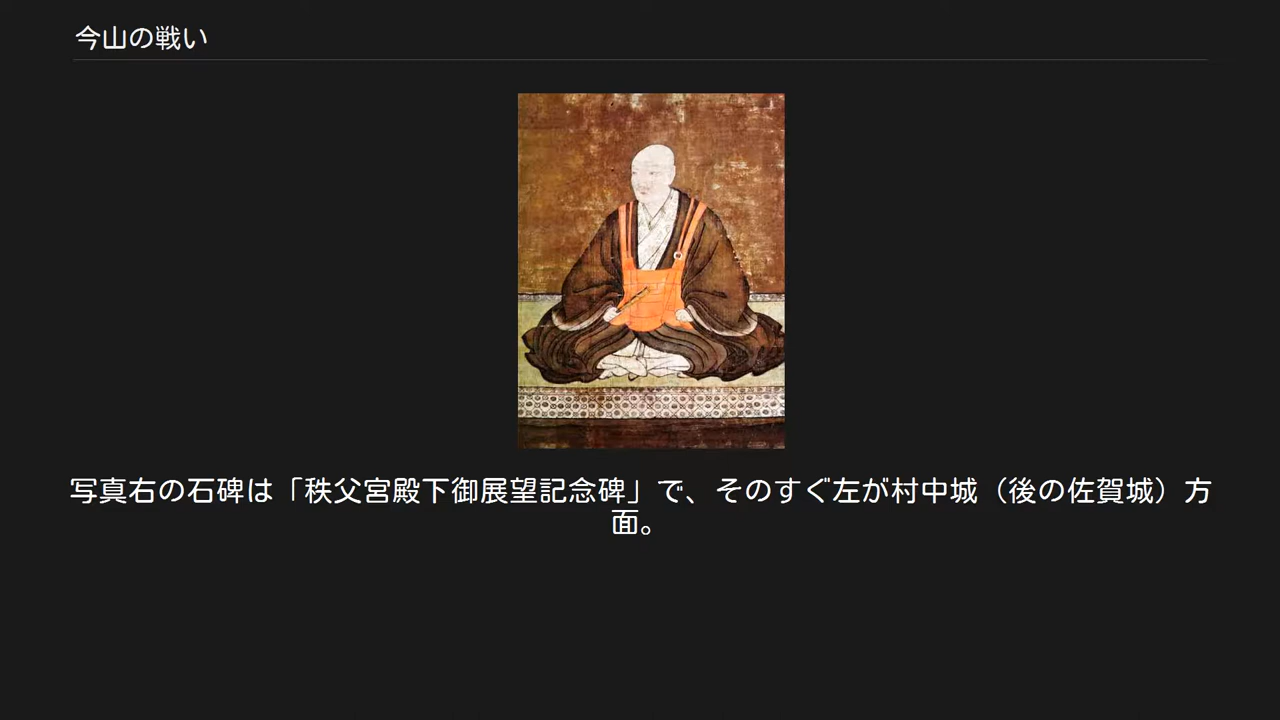 今山の戦い
写真右の石碑は「秩父宮殿下御展望記念碑」で、そのすぐ左が村中城（後の佐賀城）方
面。